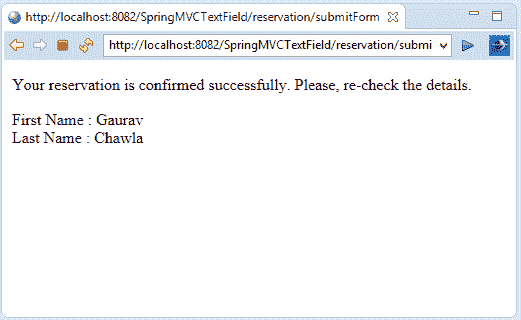 http://localhost:8082/SpringMVCTextField/reservation/submitForm
http://localhost:8082/SpringMVCTextField/reservation/submi
Your reservation is confirmed successfully. Please, re-check the details.
First Name : Gaurav
Last Name : Chawla